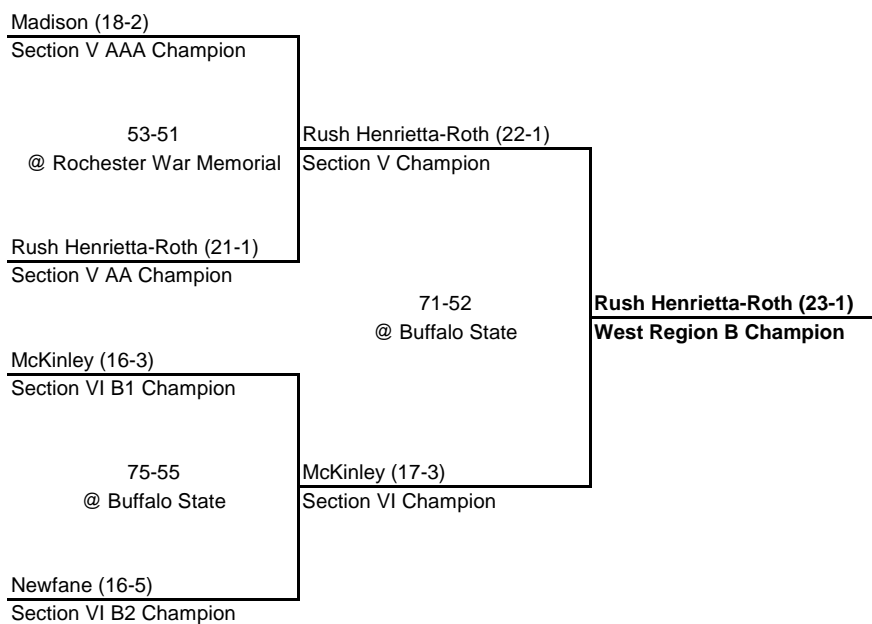 Madison (18-2)
Section V AAA Champion
53-51
@ Rochester War Memorial
Rush Henrietta-Roth (22-1)
Section V Champion
Rush Henrietta-Roth (21-1)
Section V AA Champion
71-52
@ Buffalo State
Rush Henrietta-Roth (23-1)
West Region B Champion
McKinley (16-3)
Section VI B1 Champion
75-55
@ Buffalo State
McKinley (17-3)
Section VI Champion
Newfane (16-5)
Section VI B2 Champion